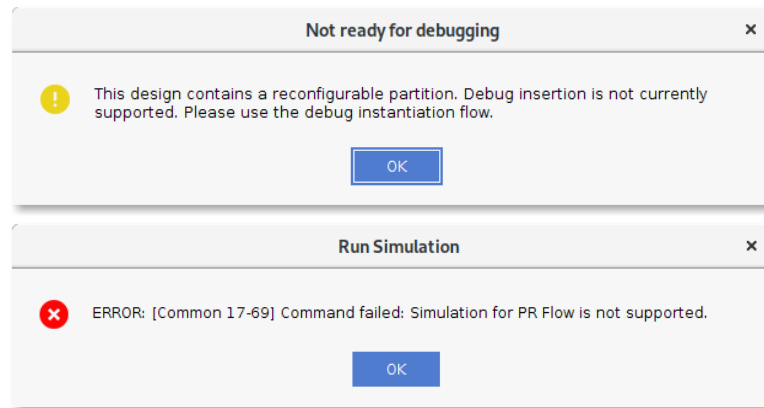 Not ready for debugging
This design contains a reconfigurable partition. Debug insertion is not currently
supported. Please use the debug instantiation flow.
OK
Run Simulation
ERROR: [Common 17-69] Command failed: Simulation for PR Flow is not supported.
OK